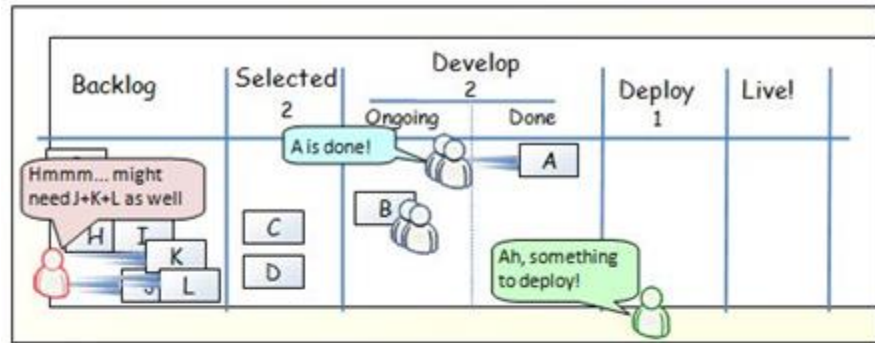 Backlog
Selected
2
Develop
2
Ongoing
Done
Deploy
1
Live!
A is done!
A
Hmmm... might
need J+K+L as well
B
H
I
K
J
L
C
D
Ah, something
to deploy!